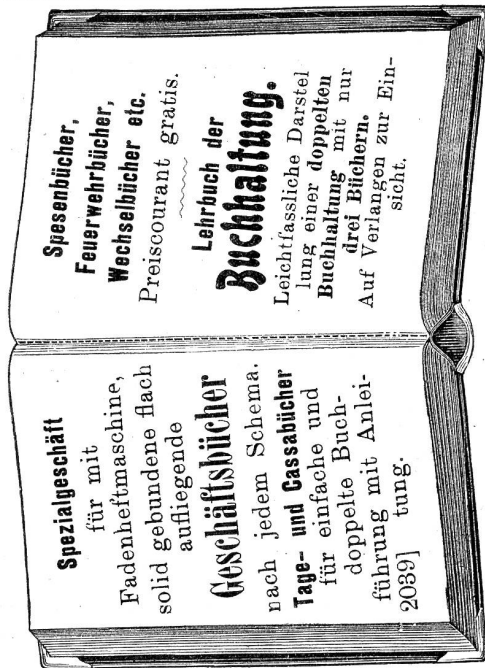 Spezialgeschäft
für mit
Fadenheftmaschine,
solid gebundene flach
aufliegende
Geschäftsbücher
nach jedem Schema.
Tage- und Cassabücher
für einfache und
doppelte Buch-
führung mit Anlei-
2039] tung.
Spesenbücher,
Feuerwehrbücher,
Wechselbücher etc.
Preiscourant gratis.
Lehrbuch der
Buchhaltung.
Leichtfassliche Darstel
lung einer doppelten
Buchhaltung mit nur
drei Büchern.
Auf Verlangen zur Ein-
sicht.